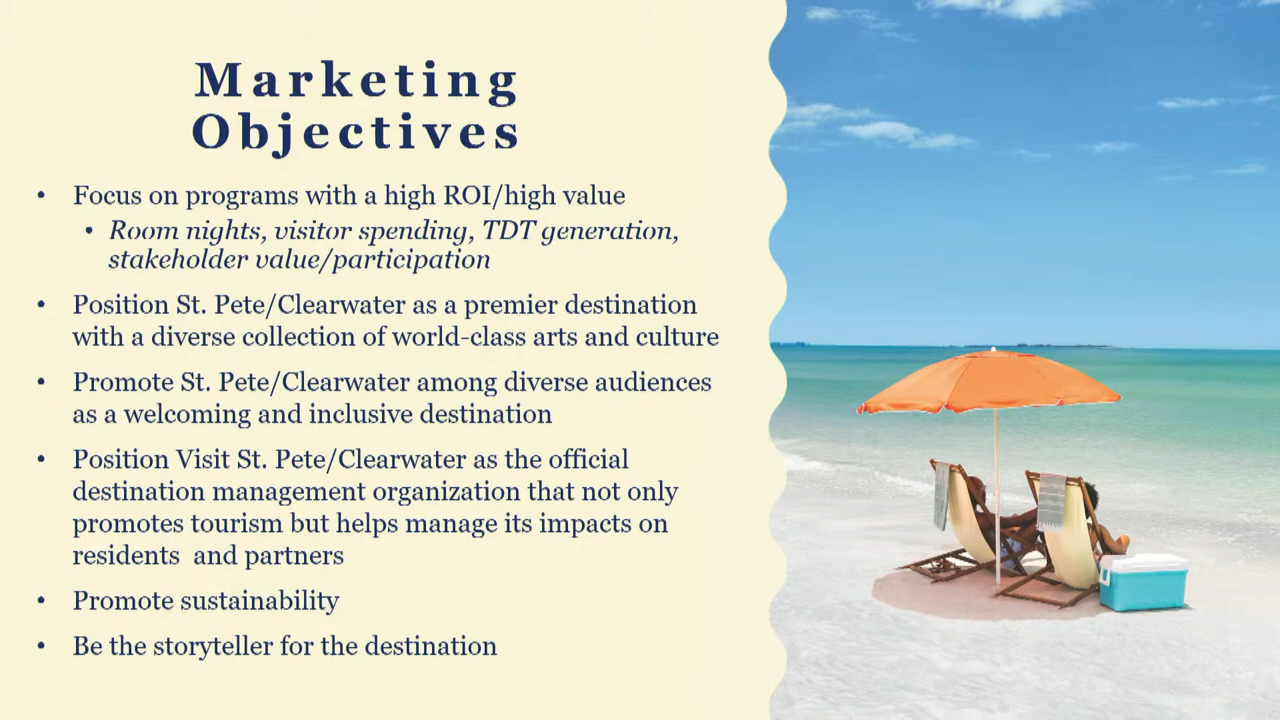 Marketing
Objectives
• Focus on programs with a high ROI/high value
• Room nights, visitor spending, TDT generation,
stakeholder value/participation
• Position St. Pete/Clearwater as a premier destination
with a diverse collection of world-class arts and culture
• Promote St. Pete/Clearwater among diverse audiences
as a welcoming and inclusive destination
• Position Visit St. Pete/Clearwater as the official
destination management organization that not only
promotes tourism but helps manage its impacts on
residents  and partners
• Promote sustainability
• Be the storyteller for the destination